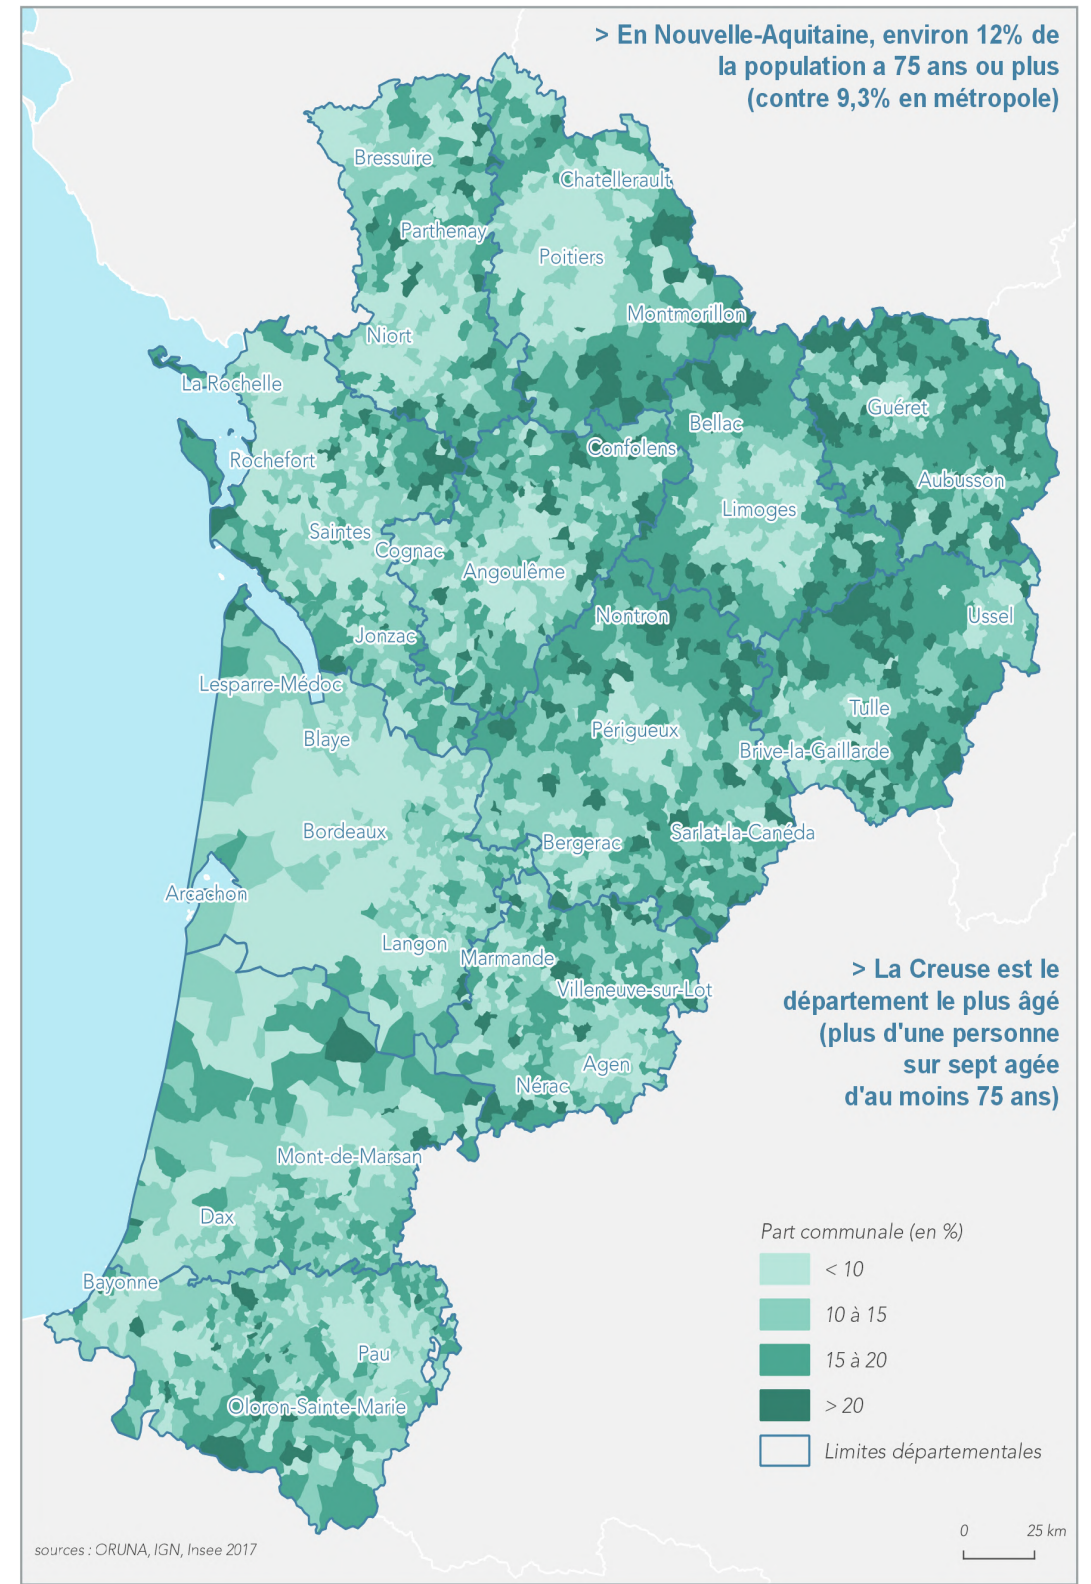 > En Nouvelle-Aquitaine, environ 12% de
la population a 75 ans ou plus
(contre 9,3% en métropole)
Bressuire
Chatellerault
Parthenay
Poitiers
Montmorillon
Niort
La Rochelle
Guéret
Bellac
Confolens
Rochefort
Aubusson
Limoges
Saintes
Cognac
Angoulême
Nontron
Ussel
Jonzac
Lesparre-Médoc
Tulle
Périgueux
Blaye
Brive-la-Gaillarde
Bordeaux
Sarlat-la-Canéda
Bergerac
Arcachon
Langon
Marmande
Villeneuve-sur-Lot
> La Creuse est le
département le plus âgé
(plus d'une personne
sur sept agée
d'au moins 75 ans)
Agen
Nérac
Mont-de-Marsan
Dax
Bayonne
Pau
Oloron-Sainte-Marie
Part communale (en %)
< 10
10 à 15
15 à 20
> 20
Limites départementales
0 25 km
sources : ORUNA, IGN, Insee 2017